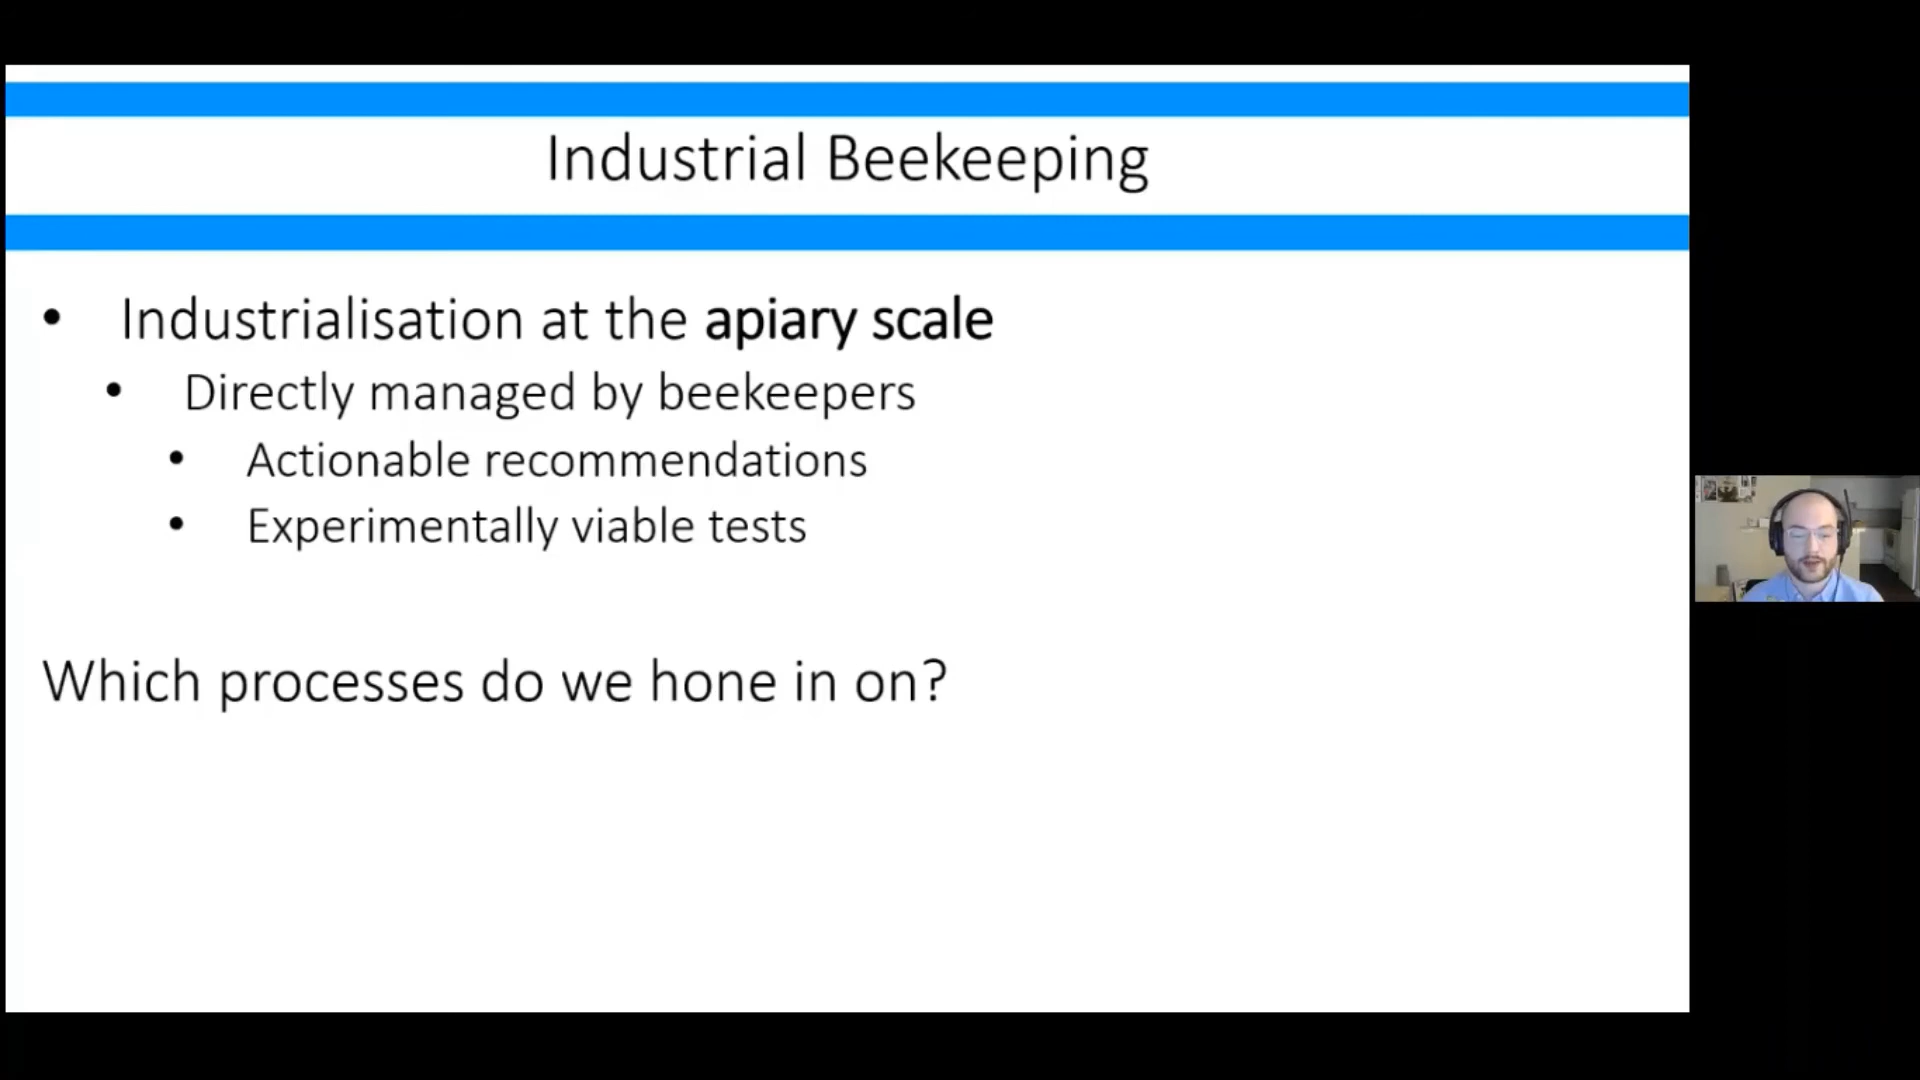 Industrial Beekeeping
• Industrialisation at the apiary scale
• Directly managed by beekeepers
• Actionable recommendations
• Experimentally viable tests
Which processes do we hone in on?